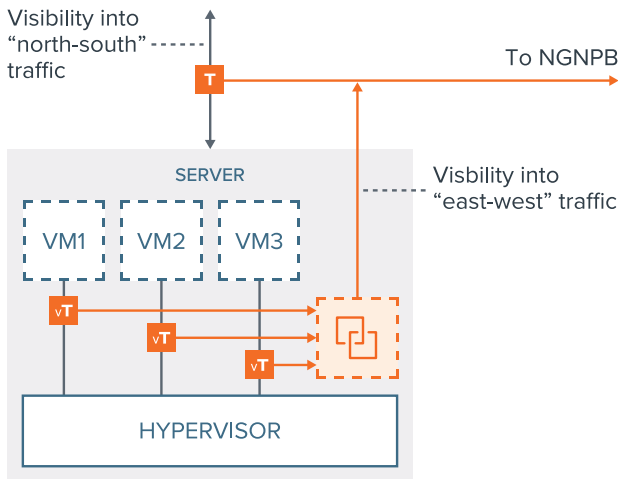 Visibility into
“north-south”
traffic
T
To NGNPB
SERVER
Visbility into
“east-west” traffic
VM1
VM2
VM3
vT
vT
vT
HYPERVISOR